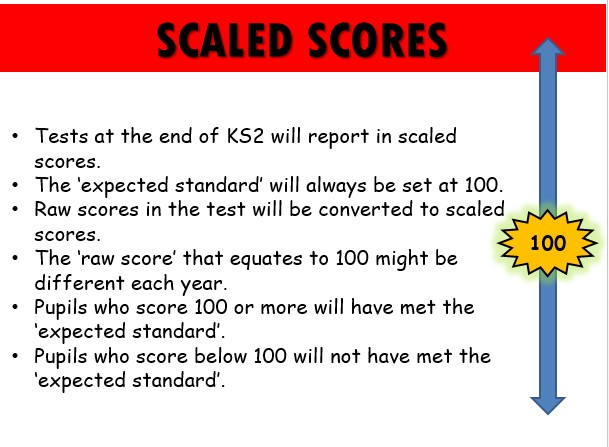 SCALED SCORES
• Tests at the end of KS2 will report in scaled
scores.
• The ‘expected standard’ will always be set at 100.
• Raw scores in the test will be converted to scaled
scores.
• The ‘raw score’ that equates to 100 might be
different each year.
• Pupils who score 100 or more will have met the
‘expected standard’.
• Pupils who score below 100 will not have met the
‘expected standard’.
100